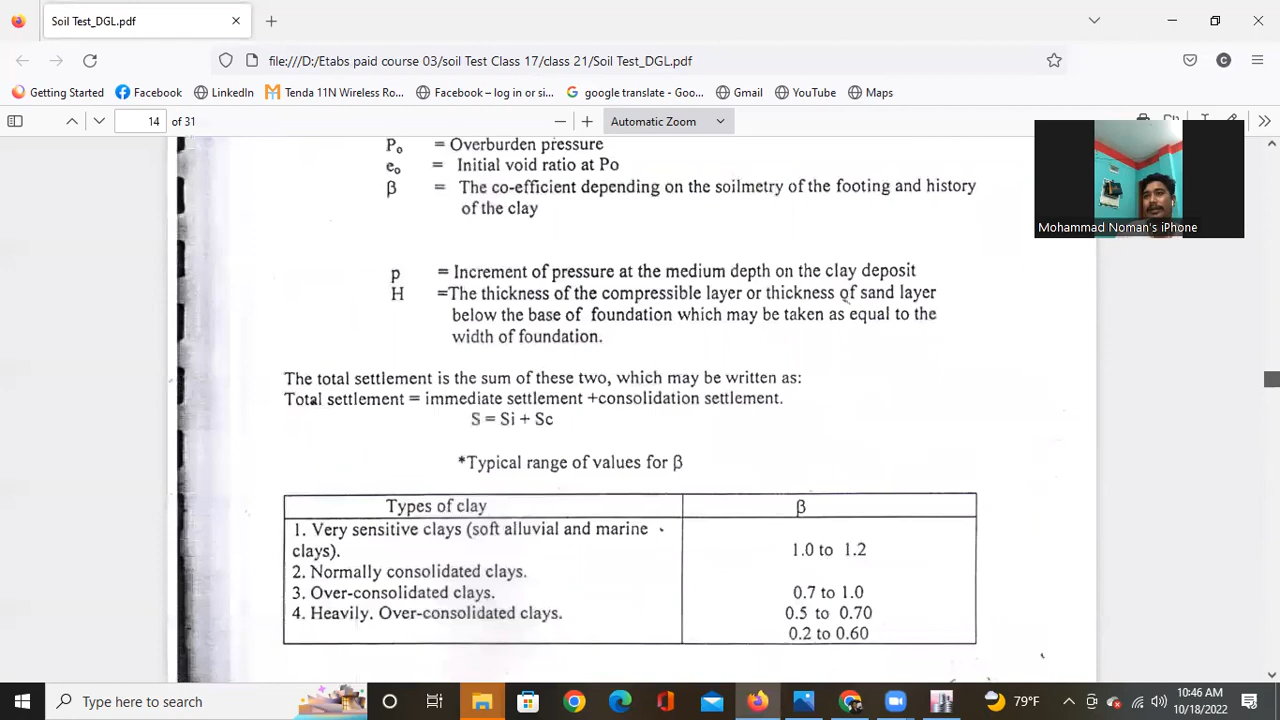 Soil Test_DGL.pdf
file:///D:/Etabs paid course 03/soil Test Class 17/class 21/Soil Test_DGL.pdf
C
Getting Started
Facebook
LinkedIn
Tenda 11N Wireless Ro...
Facebook – log in or si...
google translate - Goo...
Gmail
YouTube
Maps
14 of 31
Automatic Zoom
Po = Overburden pressure
eo = Initial void ratio at Po
β = The co-efficient depending on the soilmetry of the footing and history
of the clay
Mohammad Noman's iPhone
p = Increment of pressure at the medium depth on the clay deposit
H =The thickness of the compressible layer or thickness of sand layer
below the base of foundation which may be taken as equal to the
width of foundation.
The total settlement is the sum of these two, which may be written as:
Total settlement = immediate settlement +consolidation settlement.
S = Si + Sc
*Typical range of values for β
Types of clay β
1. Very sensitive clays (soft alluvial and marine
clays). 1.0 to 1.2
2. Normally consolidated clays.
3. Over-consolidated clays. 0.7 to 1.0
4. Heavily. Over-consolidated clays. 0.5 to 0.70
0.2 to 0.60
Type here to search
79°F
10:46 AM
10/18/2022